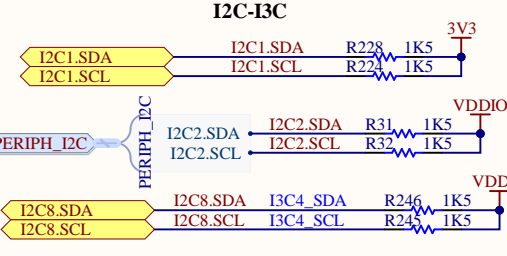 I2C-I3C
3V3
I2C1.SDA I2C1.SDA R228 1K5
I2C1.SCL I2C1.SCL R224 1K5
VDDIO
PERIPH_I2C
PERIPH_I2C
I2C2.SDA I2C2.SDA R31 1K5
I2C2.SCL I2C2.SCL R32 1K5
VDD
I2C8.SDA I2C8.SDA I3C4_SDA R246 1K5
I2C8.SCL I2C8.SCL I3C4_SCL R245 1K5